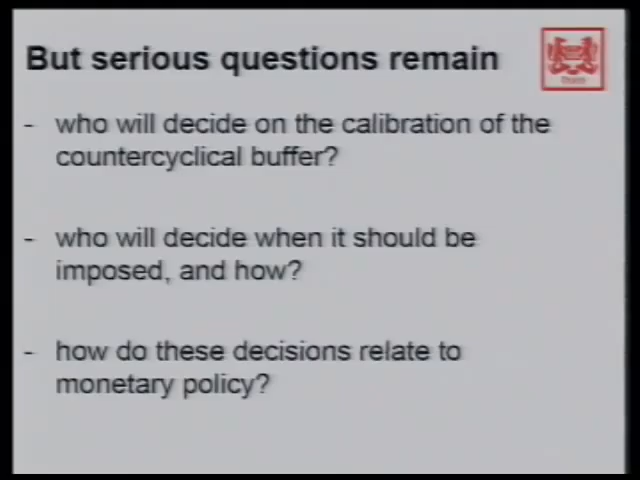 But serious questions remain
- who will decide on the calibration of the
countercyclical buffer?
- who will decide when it should be
imposed, and how?
- how do these decisions relate to
monetary policy?